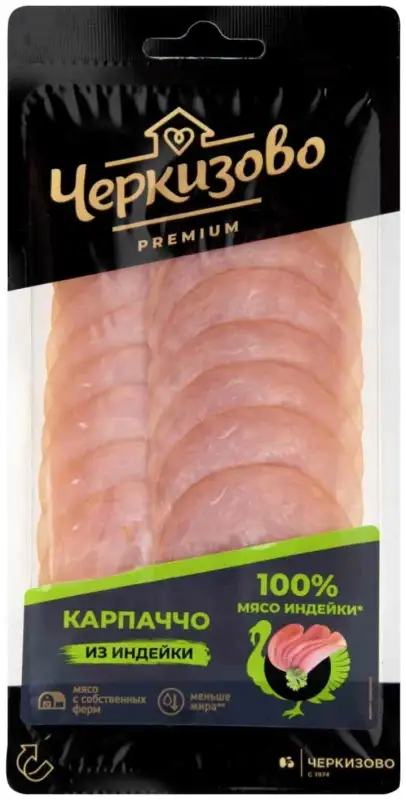 Черкизово
PREMIUM
100%
МЯСО ИНДЕЙКИ*
КАРПАЧЧО
ИЗ ИНДЕЙКИ
мясо
с собственных
ферм
меньше
жира**
ЧЕРКИЗОВО
С 1974